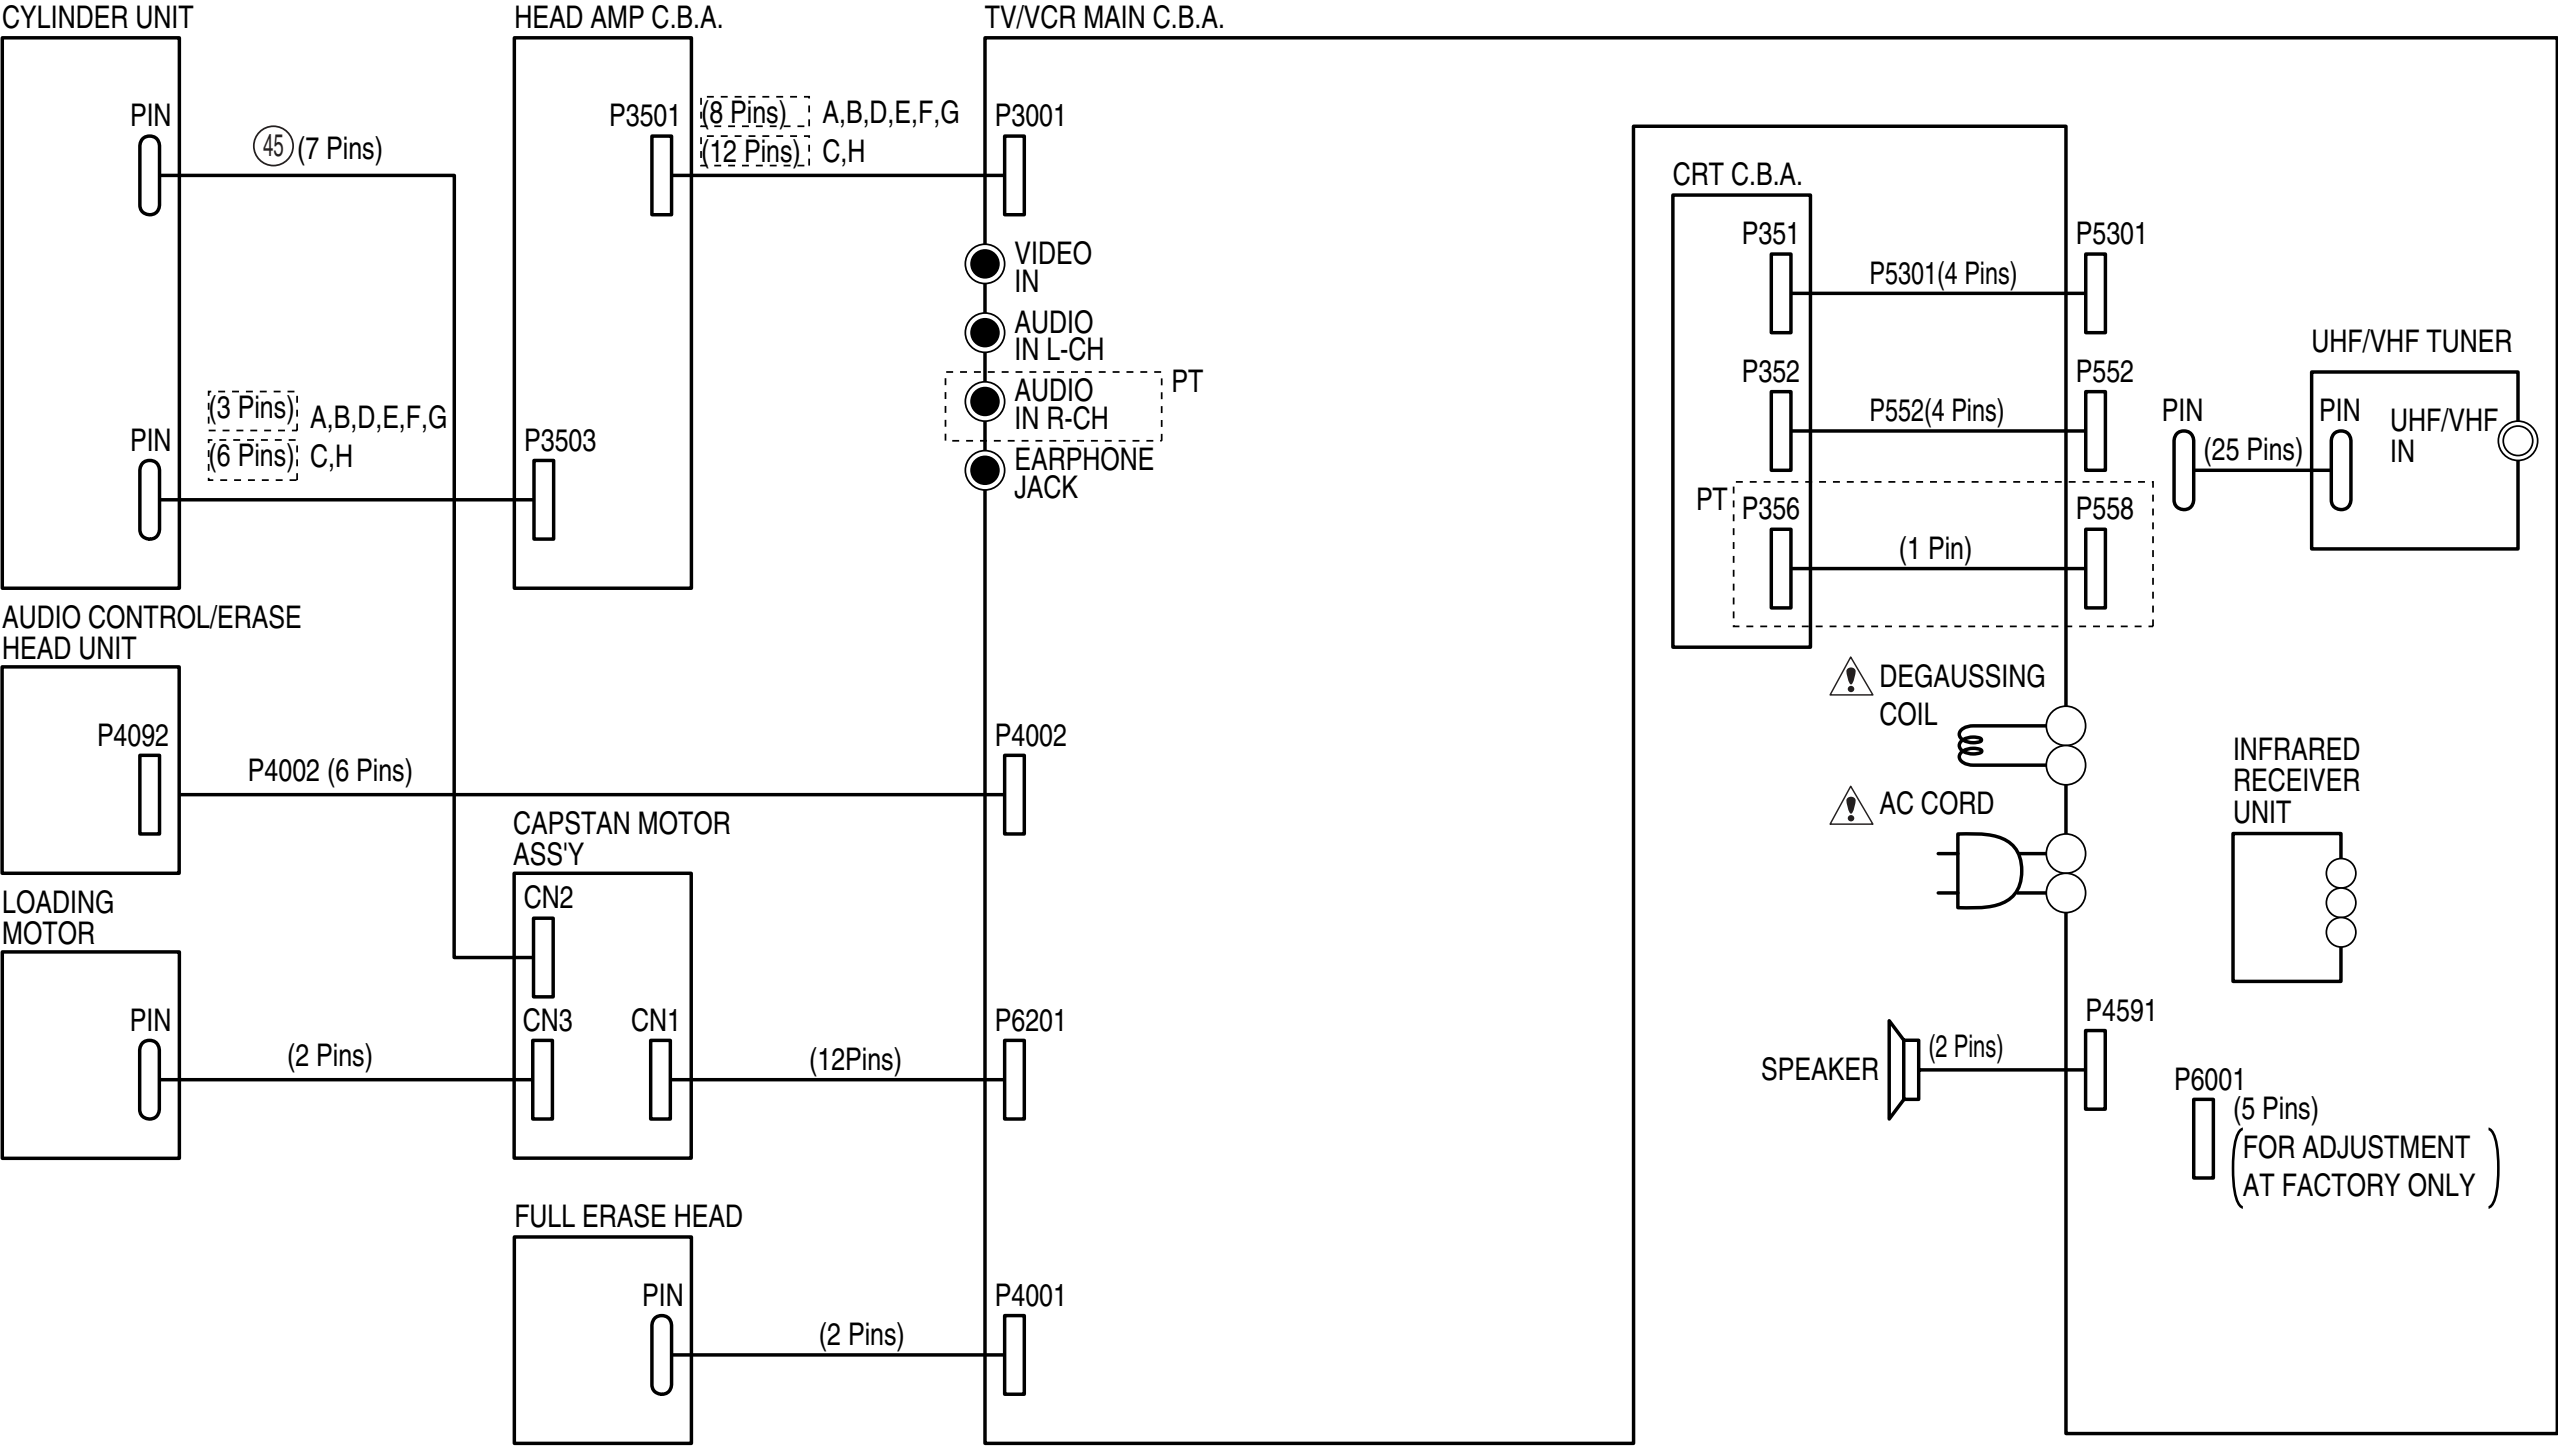 CYLINDER UNIT
HEAD AMP C.B.A.
TV/VCR MAIN C.B.A.
PIN
45 (7 Pins)
P3501
(8 Pins) A,B,D,E,F,G
(12 Pins) C,H
P3001
VIDEO
IN
AUDIO
IN L-CH
AUDIO
IN R-CH
PT
EARPHONE
JACK
PIN
(3 Pins) A,B,D,E,F,G
(6 Pins) C,H
P3503
CRT C.B.A.
P351
P5301(4 Pins)
P5301
P352
P552(4 Pins)
P552
PT
P356
(1 Pin)
P558
UHF/VHF TUNER
PIN
(25 Pins)
PIN
UHF/VHF
IN
AUDIO CONTROL/ERASE
HEAD UNIT
P4092
P4002 (6 Pins)
P4002
DEGAUSSING
COIL
AC CORD
INFRARED
RECEIVER
UNIT
CAPSTAN MOTOR
ASS'Y
CN2
CN3
CN1
LOADING
MOTOR
PIN
(2 Pins)
(12Pins)
P6201
SPEAKER
(2 Pins)
P4591
P6001
(5 Pins)
(FOR ADJUSTMENT
AT FACTORY ONLY)
FULL ERASE HEAD
PIN
(2 Pins)
P4001